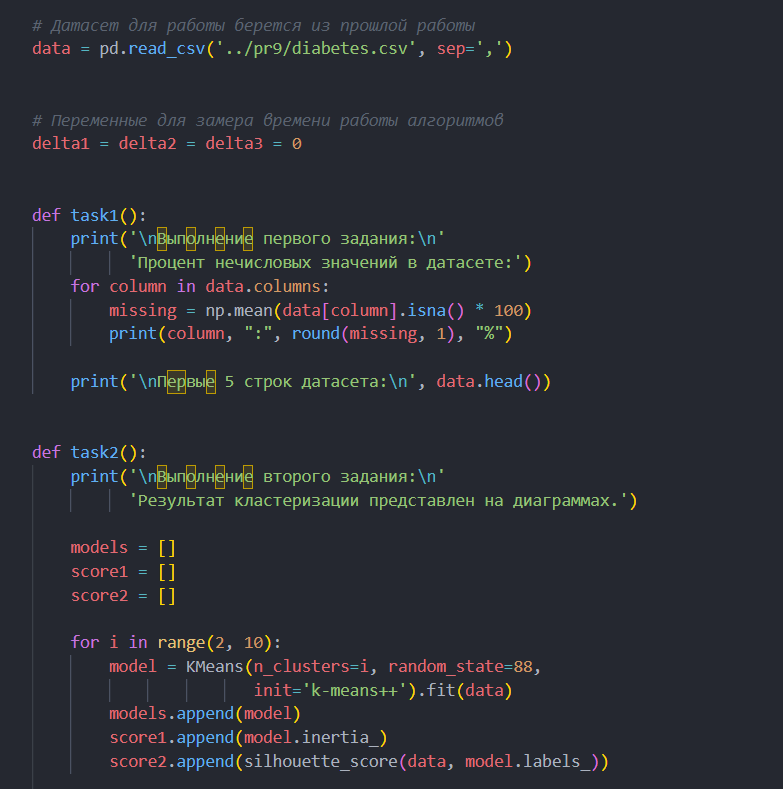 # Датасет для работы берется из прошлой работы
data = pd.read_csv('../pr9/diabetes.csv', sep=',')
# Переменные для замера времени работы алгоритмов
delta1 = delta2 = delta3 = 0
def task1():
print('\nВыполнение первого задания:\n'
'Процент нечисловых значений в датасете:')
for column in data.columns:
missing = np.mean(data[column].isna() * 100)
print(column, ":", round(missing, 1), "%")
print('\nПервые 5 строк датасета:\n', data.head())
def task2():
print('\nВыполнение второго задания:\n'
'Результат кластеризации представлен на диаграммах.')
models = []
score1 = []
score2 = []
for i in range(2, 10):
model = KMeans(n_clusters=i, random_state=88,
init='k-means++').fit(data)
models.append(model)
score1.append(model.inertia_)
score2.append(silhouette_score(data, model.labels_))